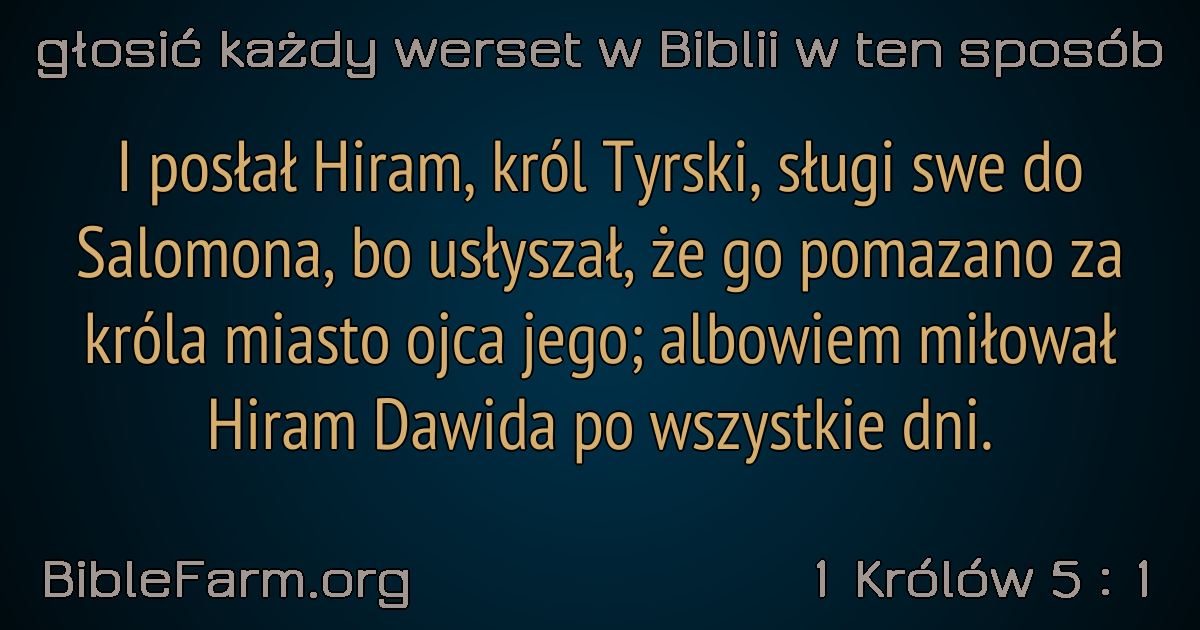 głosić każdy werset w Biblii w ten sposób
I posłał Hiram, król Tyrski, sługi swe do
Salomona, bo usłyszał, że go pomazano za
króla miasto ojca jego; albowiem miłował
Hiram Dawida po wszystkie dni.
BibleFarm.org
1 Królów 5 : 1